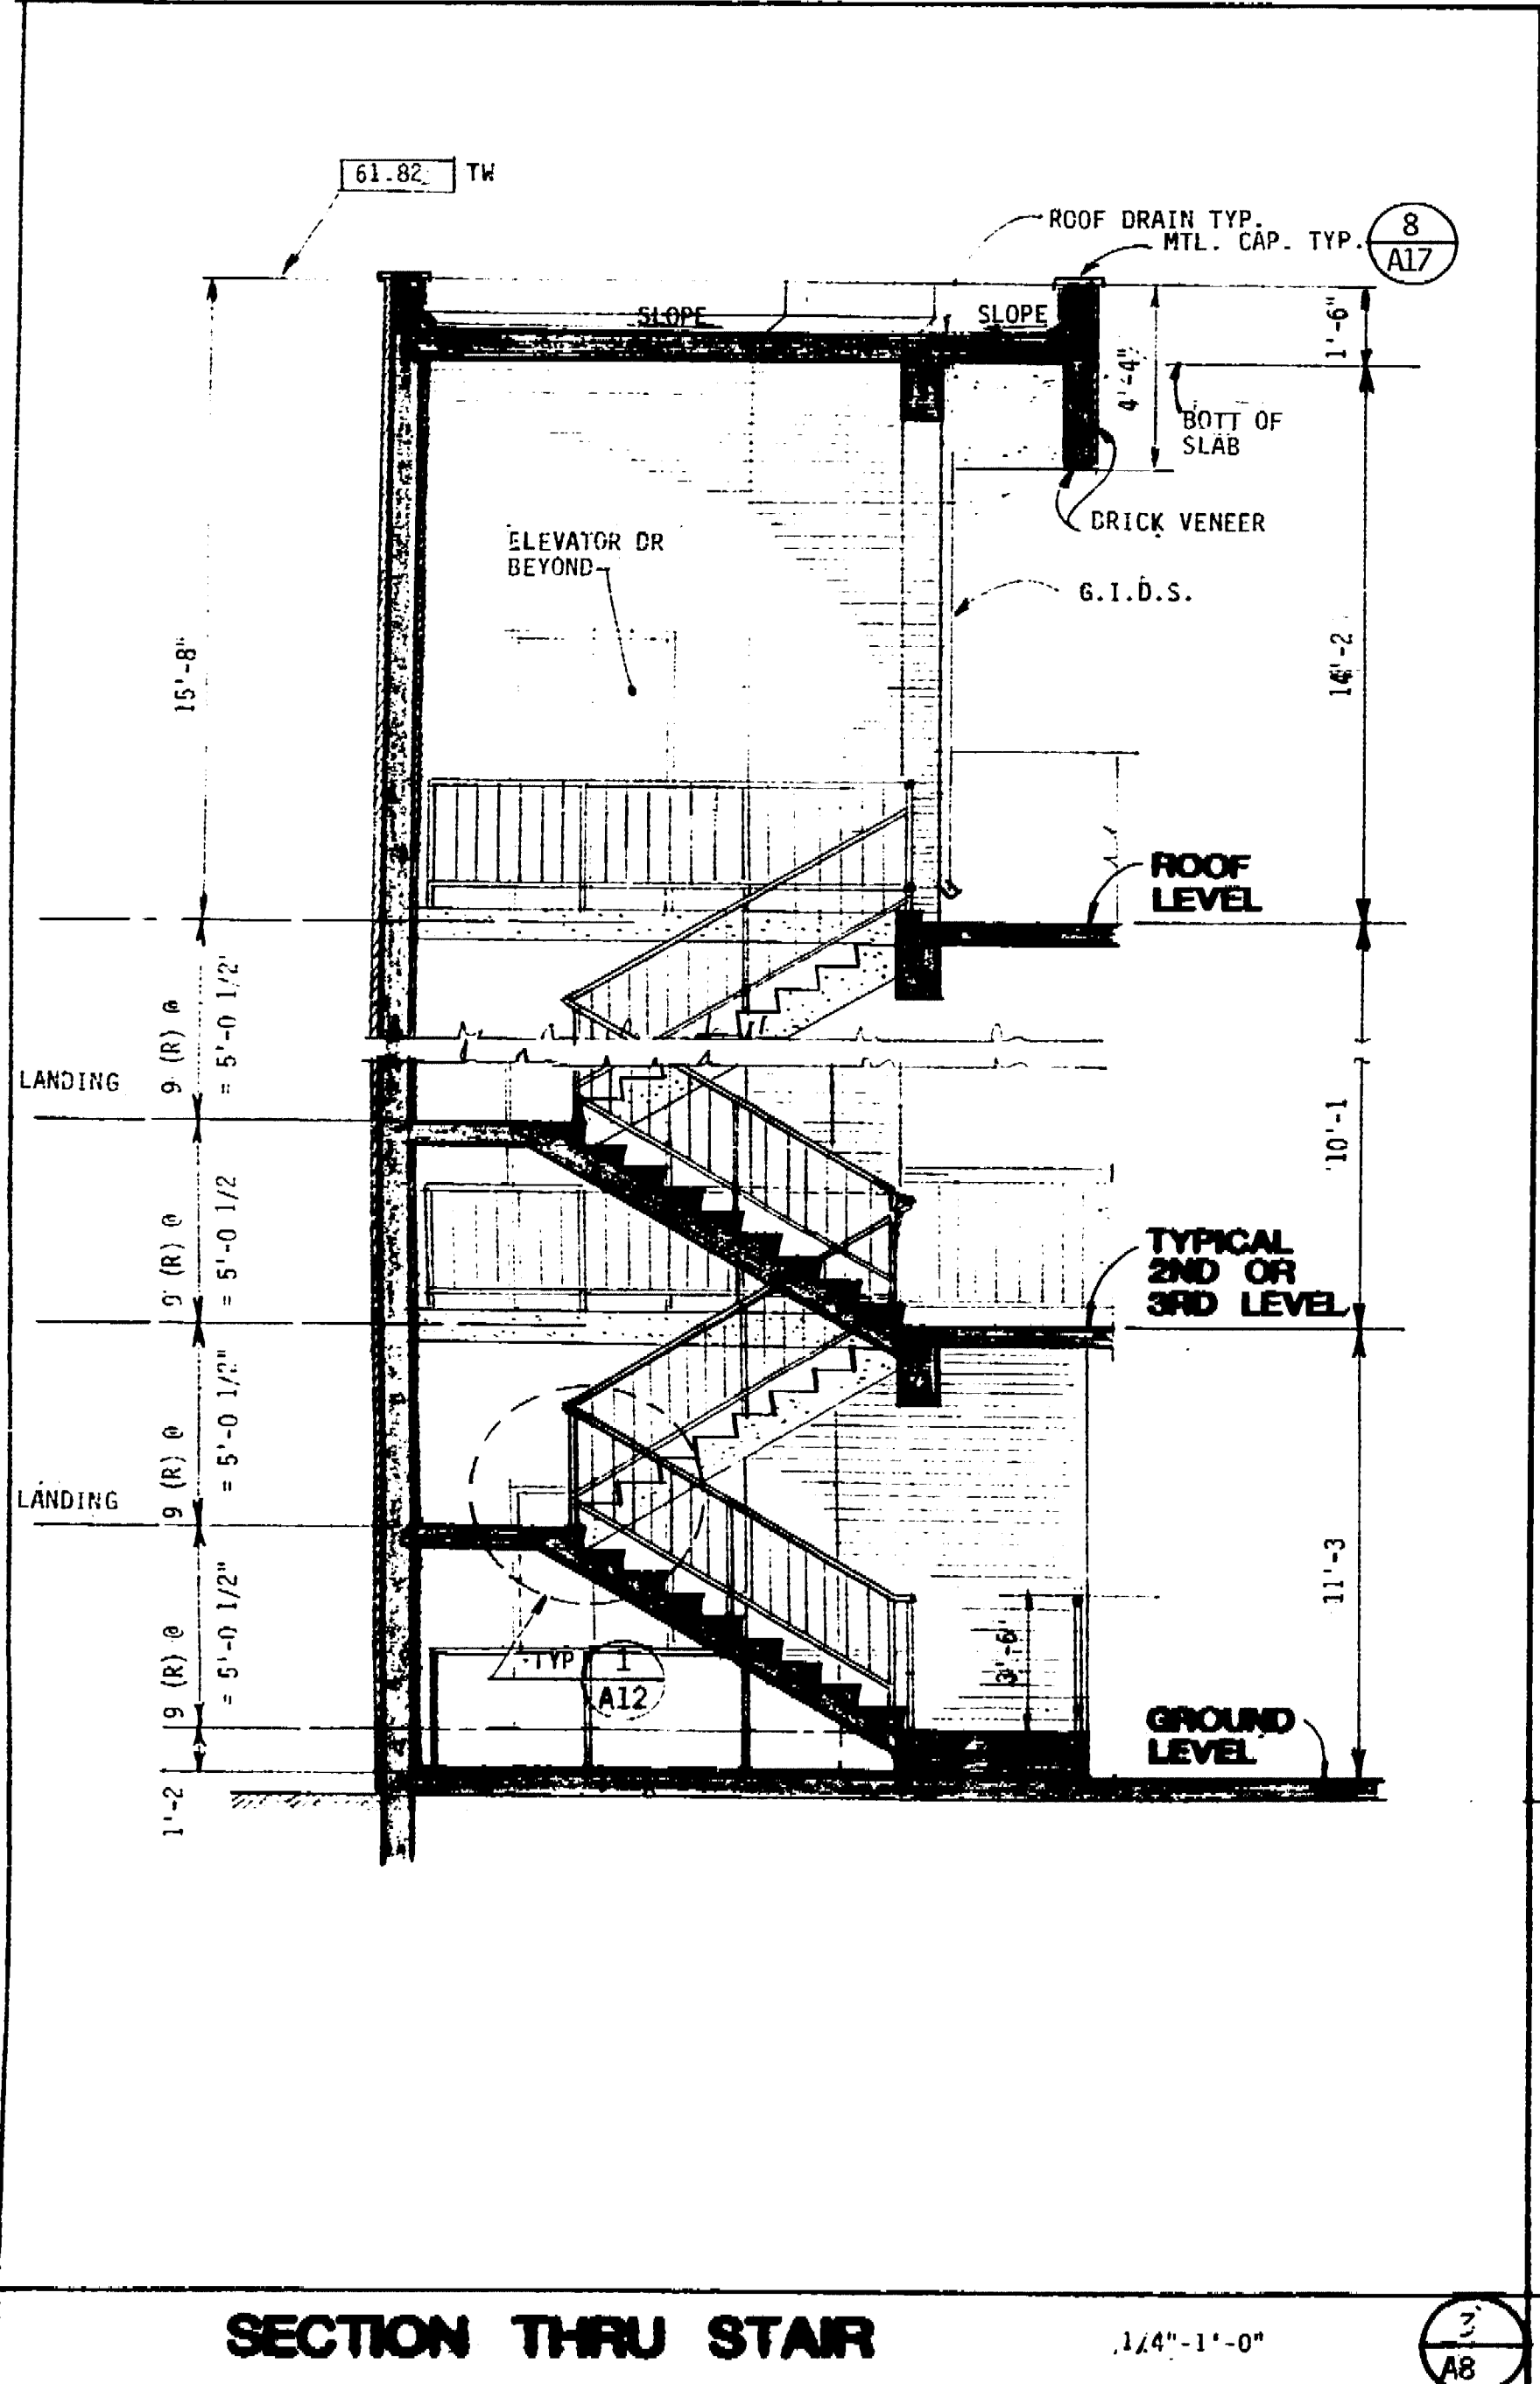 61.82 TW
ROOF DRAIN TYP.
MTL. CAP. TYP.
8
A17
SLOPE
SLOPE
1'-6"
4'-4"
BOTT OF
SLAB
BRICK VENEER
ELEVATOR DR
BEYOND
G.I.D.S.
15'-8"
14'-2
ROOF
LEVEL
9 (R) @
= 5'-0 1/2"
LANDING
10'-1
9 (R) @
= 5'-0 1/2
TYPICAL
2ND OR
3RD LEVEL
9 (R) @
= 5'-0 1/2"
LANDING
11'-3
9 (R) @
= 5'-0 1/2"
TYP
1
A12
3'-6"
GROUND
LEVEL
1'-2
SECTION THRU STAIR
1/4"-1'-0"
3
A8